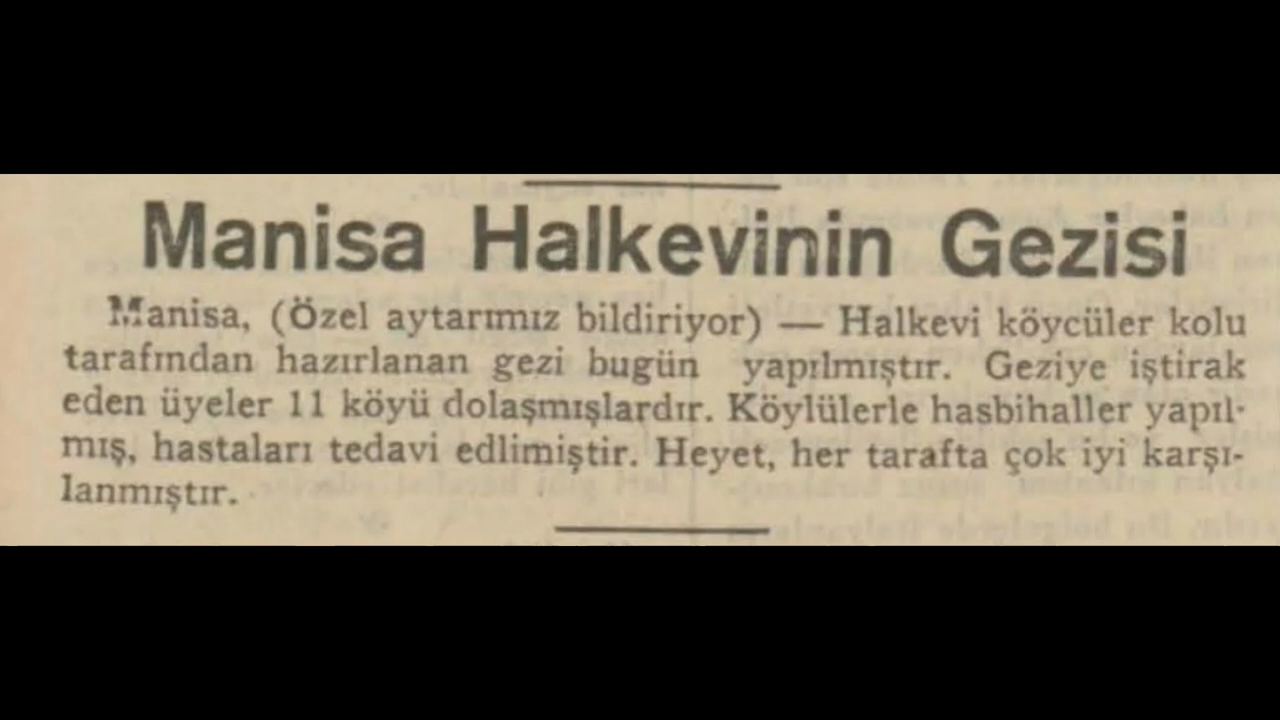 Manisa Halkevinin Gezisi
Manisa, (Özel aytarımız bildiriyor) — Halkevi köycüler kolu
tarafından hazırlanan gezi bugün yapılmıştır. Geziye iştirak
eden üyeler 11 köyü dolaşmışlardır. Köylülerle hasbihaller yapıl-
mış, hastaları tedavi edlimiştir. Heyet, her tarafta çok iyi karşı-
lanmıştır.